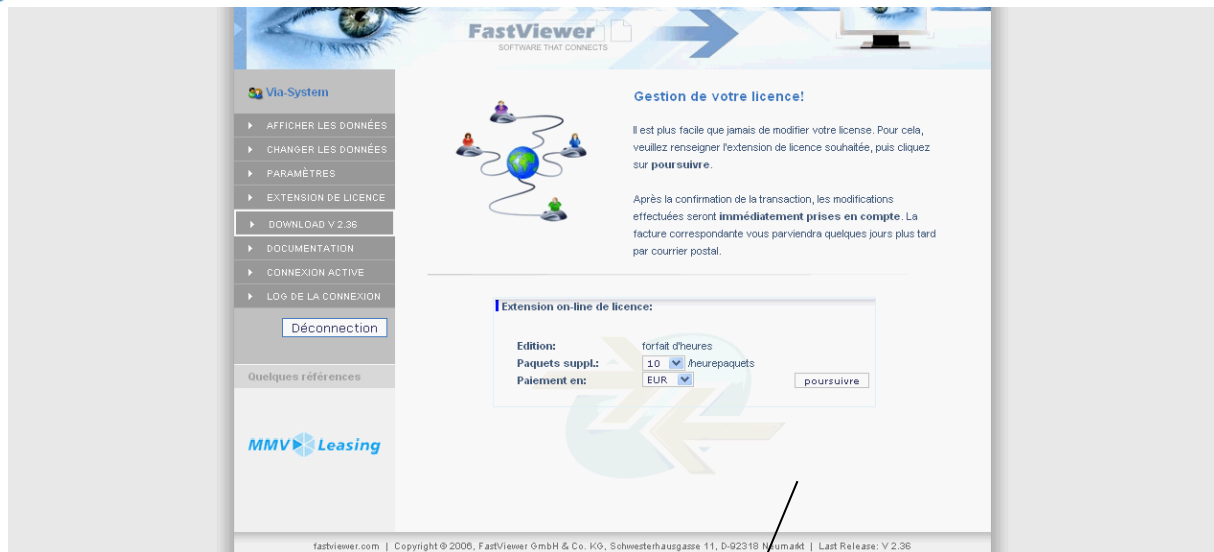 FastViewer
SOFTWARE THAT CONNECTS
Via-System
AFFICHER LES DONNÉES
CHANGER LES DONNÉES
PARAMÈTRES
EXTENSION DE LICENCE
DOWNLOAD V 2.36
DOCUMENTATION
CONNEXION ACTIVE
LOG DE LA CONNEXION
Déconnection
Quelques références
MMV Leasing
Gestion de votre licence!
Il est plus facile que jamais de modifier votre license. Pour cela,
veuillez renseigner l'extension de licence souhaitée, puis cliquez
sur poursuivre.
Après la confirmation de la transaction, les modifications
effectuées seront immédiatement prises en compte. La
facture correspondante vous parviendra quelques jours plus tard
par courrier postal.
Extension on-line de licence:
Edition: forfait d'heures
Paquets suppl.: 10 /heurepaquets
Paiement en: EUR poursuivre
fastviewer.com | Copyright @ 2006, FastViewer GmbH & Co. KG, Schwesterhausgasse 11, D-92318 Neumarkt | Last Release: V 2.36